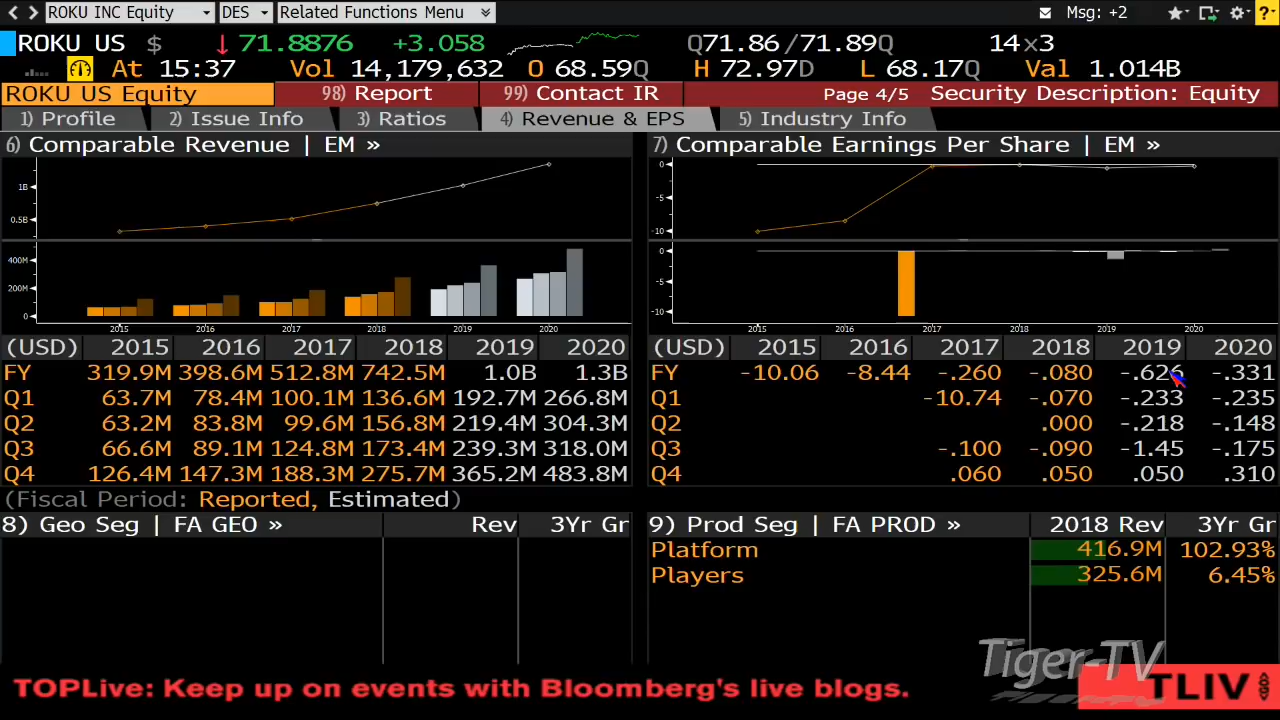 ROKU INC Equity DES Related Functions Menu Msg: +2
ROKU US $ ↓ 71.8876 +3.058 Q71.86/71.89Q 14×3
At 15:37 Vol 14,179,632 O 68.59Q H 72.97D L 68.17Q Val 1.014B
ROKU US Equity 98) Report 99) Contact IR Page 4/5 Security Description: Equity
1) Profile 2) Issue Info 3) Ratios 4) Revenue & EPS 5) Industry Info
6) Comparable Revenue | EM »
1B
0.5B
400M
200M
0
2015 2016 2017 2018 2019 2020
(USD) 2015 2016 2017 2018 2019 2020
FY 319.9M 398.6M 512.8M 742.5M 1.0B 1.3B
Q1 63.7M 78.4M 100.1M 136.6M 192.7M 266.8M
Q2 63.2M 83.8M 99.6M 156.8M 219.4M 304.3M
Q3 66.6M 89.1M 124.8M 173.4M 239.3M 318.0M
Q4 126.4M 147.3M 188.3M 275.7M 365.2M 483.8M
(Fiscal Period: Reported, Estimated)
7) Comparable Earnings Per Share | EM »
0
-5
-10
0
-5
-10
2015 2016 2017 2018 2019 2020
(USD) 2015 2016 2017 2018 2019 2020
FY -10.06 -8.44 -.260 -.080 -.626 -.331
Q1 -10.74 -.070 -.233 -.235
Q2 .000 -.218 -.148
Q3 -.100 -.090 -1.45 -.175
Q4 .060 .050 .050 .310
8) Geo Seg | FA GEO » Rev 3Yr Gr
9) Prod Seg | FA PROD » 2018 Rev 3Yr Gr
Platform 416.9M 102.93%
Players 325.6M 6.45%
Tiger-TV
TOPLive: Keep up on events with Bloomberg's live blogs.
TLIV